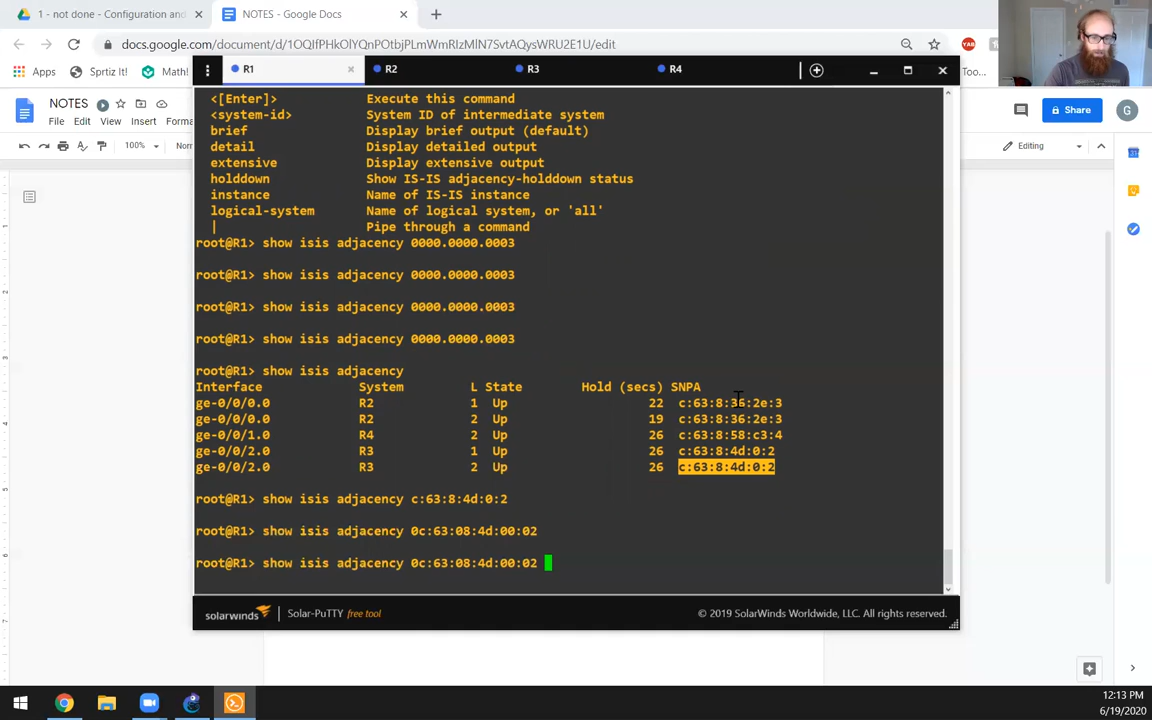 1 - not done - Configuration and
NOTES - Google Docs
docs.google.com/document/d/1OQIfPHkOlYQnPOtbjPLmWmRIzMlN7SvtAQysWRU2E1U/edit
Apps
Sprtiz!
Math!
Too...
YAB
NOTES
File
Edit
View
Insert
Forma
Share
G
100%
Nor
Editing
R1
R2
R3
R4
<[Enter]> Execute this command
<system-id> System ID of intermediate system
brief Display brief output (default)
detail Display detailed output
extensive Display extensive output
holddown Show IS-IS adjacency-holddown status
instance Name of IS-IS instance
logical-system Name of logical system, or 'all'
| Pipe through a command
root@R1> show isis adjacency 0000.0000.0003
root@R1> show isis adjacency 0000.0000.0003
root@R1> show isis adjacency 0000.0000.0003
root@R1> show isis adjacency 0000.0000.0003
root@R1> show isis adjacency
Interface System L State Hold (secs) SNPA
ge-0/0/0.0 R2 1 Up 22 c:63:8:36:2e:3
ge-0/0/0.0 R2 2 Up 19 c:63:8:36:2e:3
ge-0/0/1.0 R4 2 Up 26 c:63:8:58:c3:4
ge-0/0/2.0 R3 1 Up 26 c:63:8:4d:0:2
ge-0/0/2.0 R3 2 Up 26 c:63:8:4d:0:2
root@R1> show isis adjacency c:63:8:4d:0:2
root@R1> show isis adjacency 0c:63:08:4d:00:02
root@R1> show isis adjacency 0c:63:08:4d:00:02
solarwinds
Solar-PuTTY free tool
© 2019 SolarWinds Worldwide, LLC. All rights reserved.
12:13 PM
6/19/2020